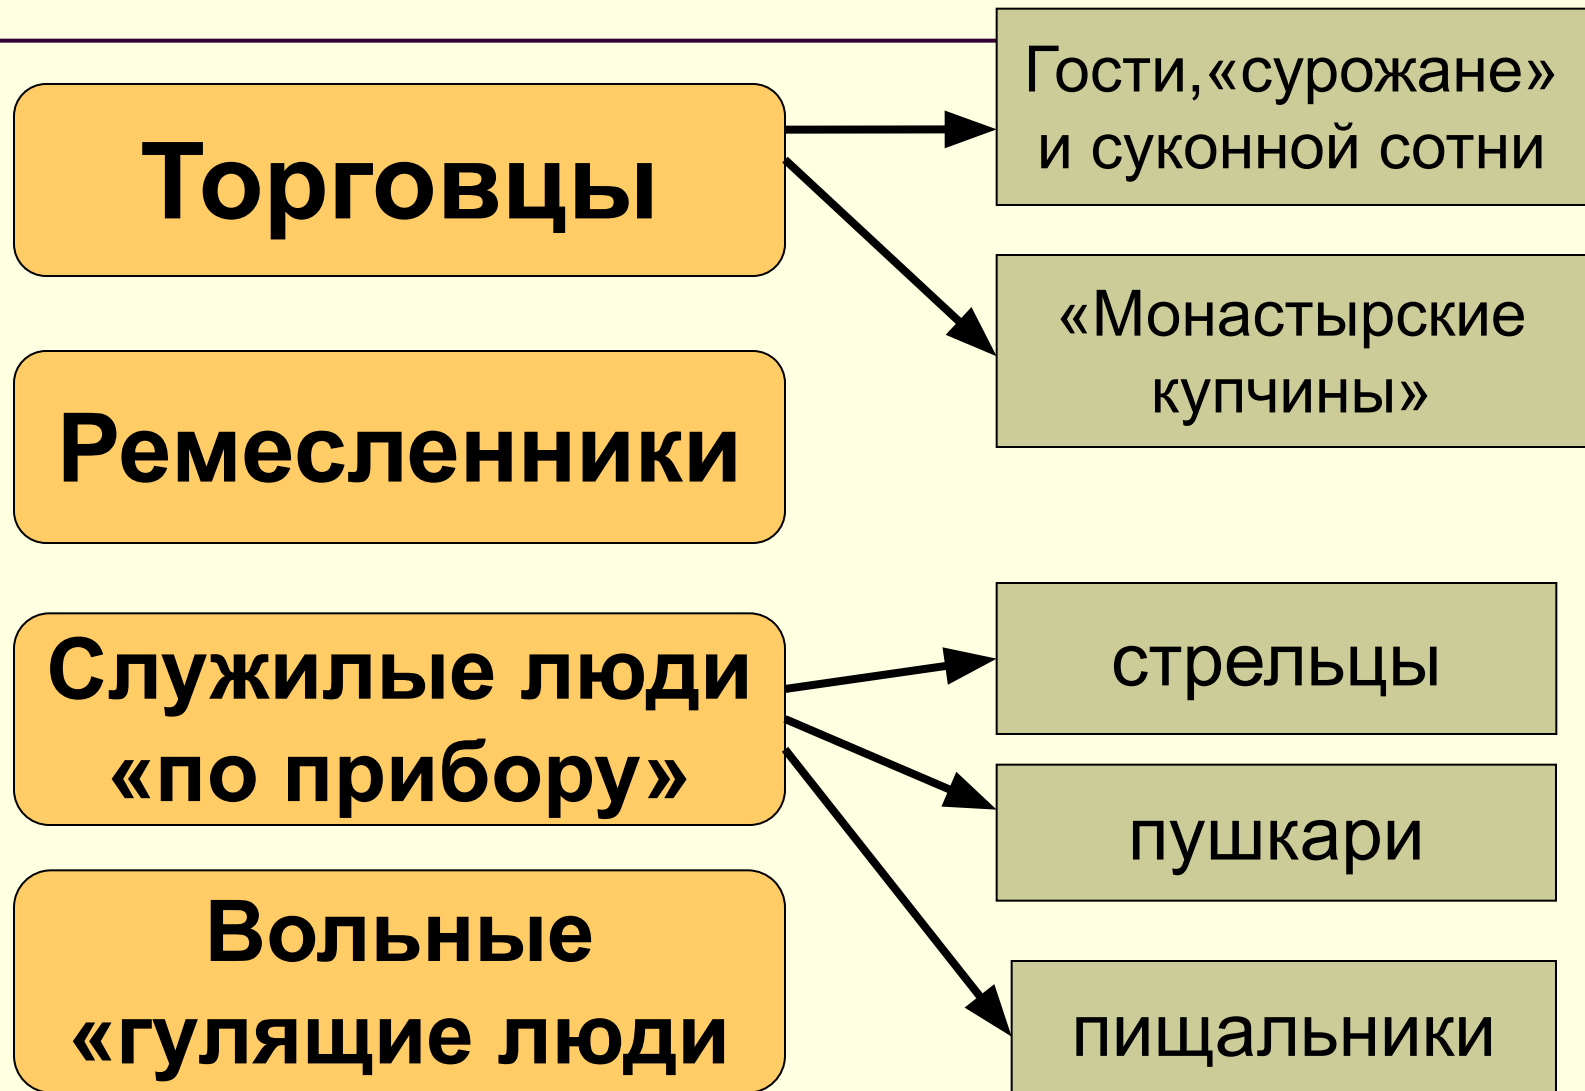 Торговцы
Гости,«сурожане»
и суконной сотни
«Монастырские
купчины»
Ремесленники
Служилые люди
«по прибору»
стрельцы
пушкари
пищальники
Вольные
«гулящие люди